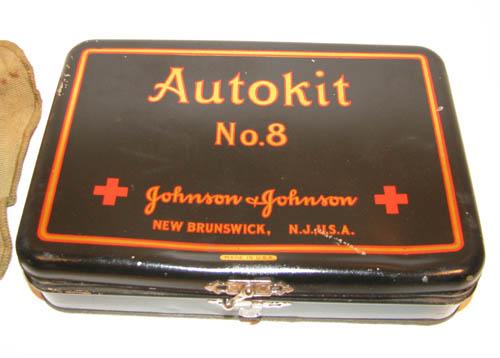 Autokit
No.8
Johnson & Johnson
NEW BRUNSWICK, N.J.U.S.A.
MADE IN U.S.A.